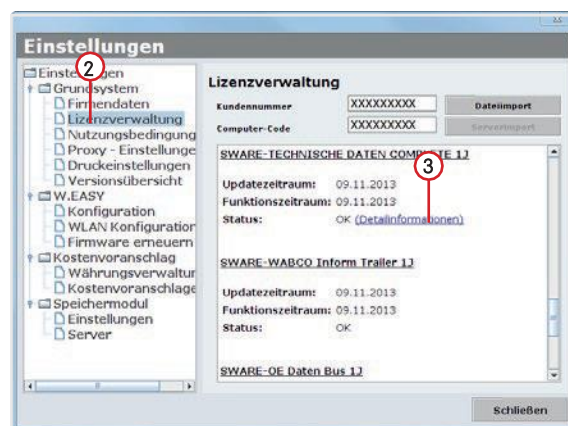 Einstellungen
Einstellungen
Grundsystem
Firmendaten
Lizenzverwaltung
Nutzungsbedingung
Proxy - Einstellunge
Druckeinstellungen
Versionsübersicht
W.EASY
Konfiguration
WLAN Konfiguration
Firmware erneuern
Kostenvoranschlag
Währungsverwaltur
Kostenvoranschlage
Speichermodul
Einstellungen
Server
2
Lizenzverwaltung
Kundennummer XXXXXXXXX Dateiimport
Computer-Code XXXXXXXXX Serverimport
SWARE-TECHNISCHE DATEN COMPLETE 1J
3
Updatezeitraum: 09.11.2013
Funktionszeitraum: 09.11.2013
Status: OK (Detailinformationen)
SWARE-WABCO Inform Trailer 1J
Updatezeitraum: 09.11.2013
Funktionszeitraum: 09.11.2013
Status: OK
SWARE-OE Daten Bus 1J
Schließen